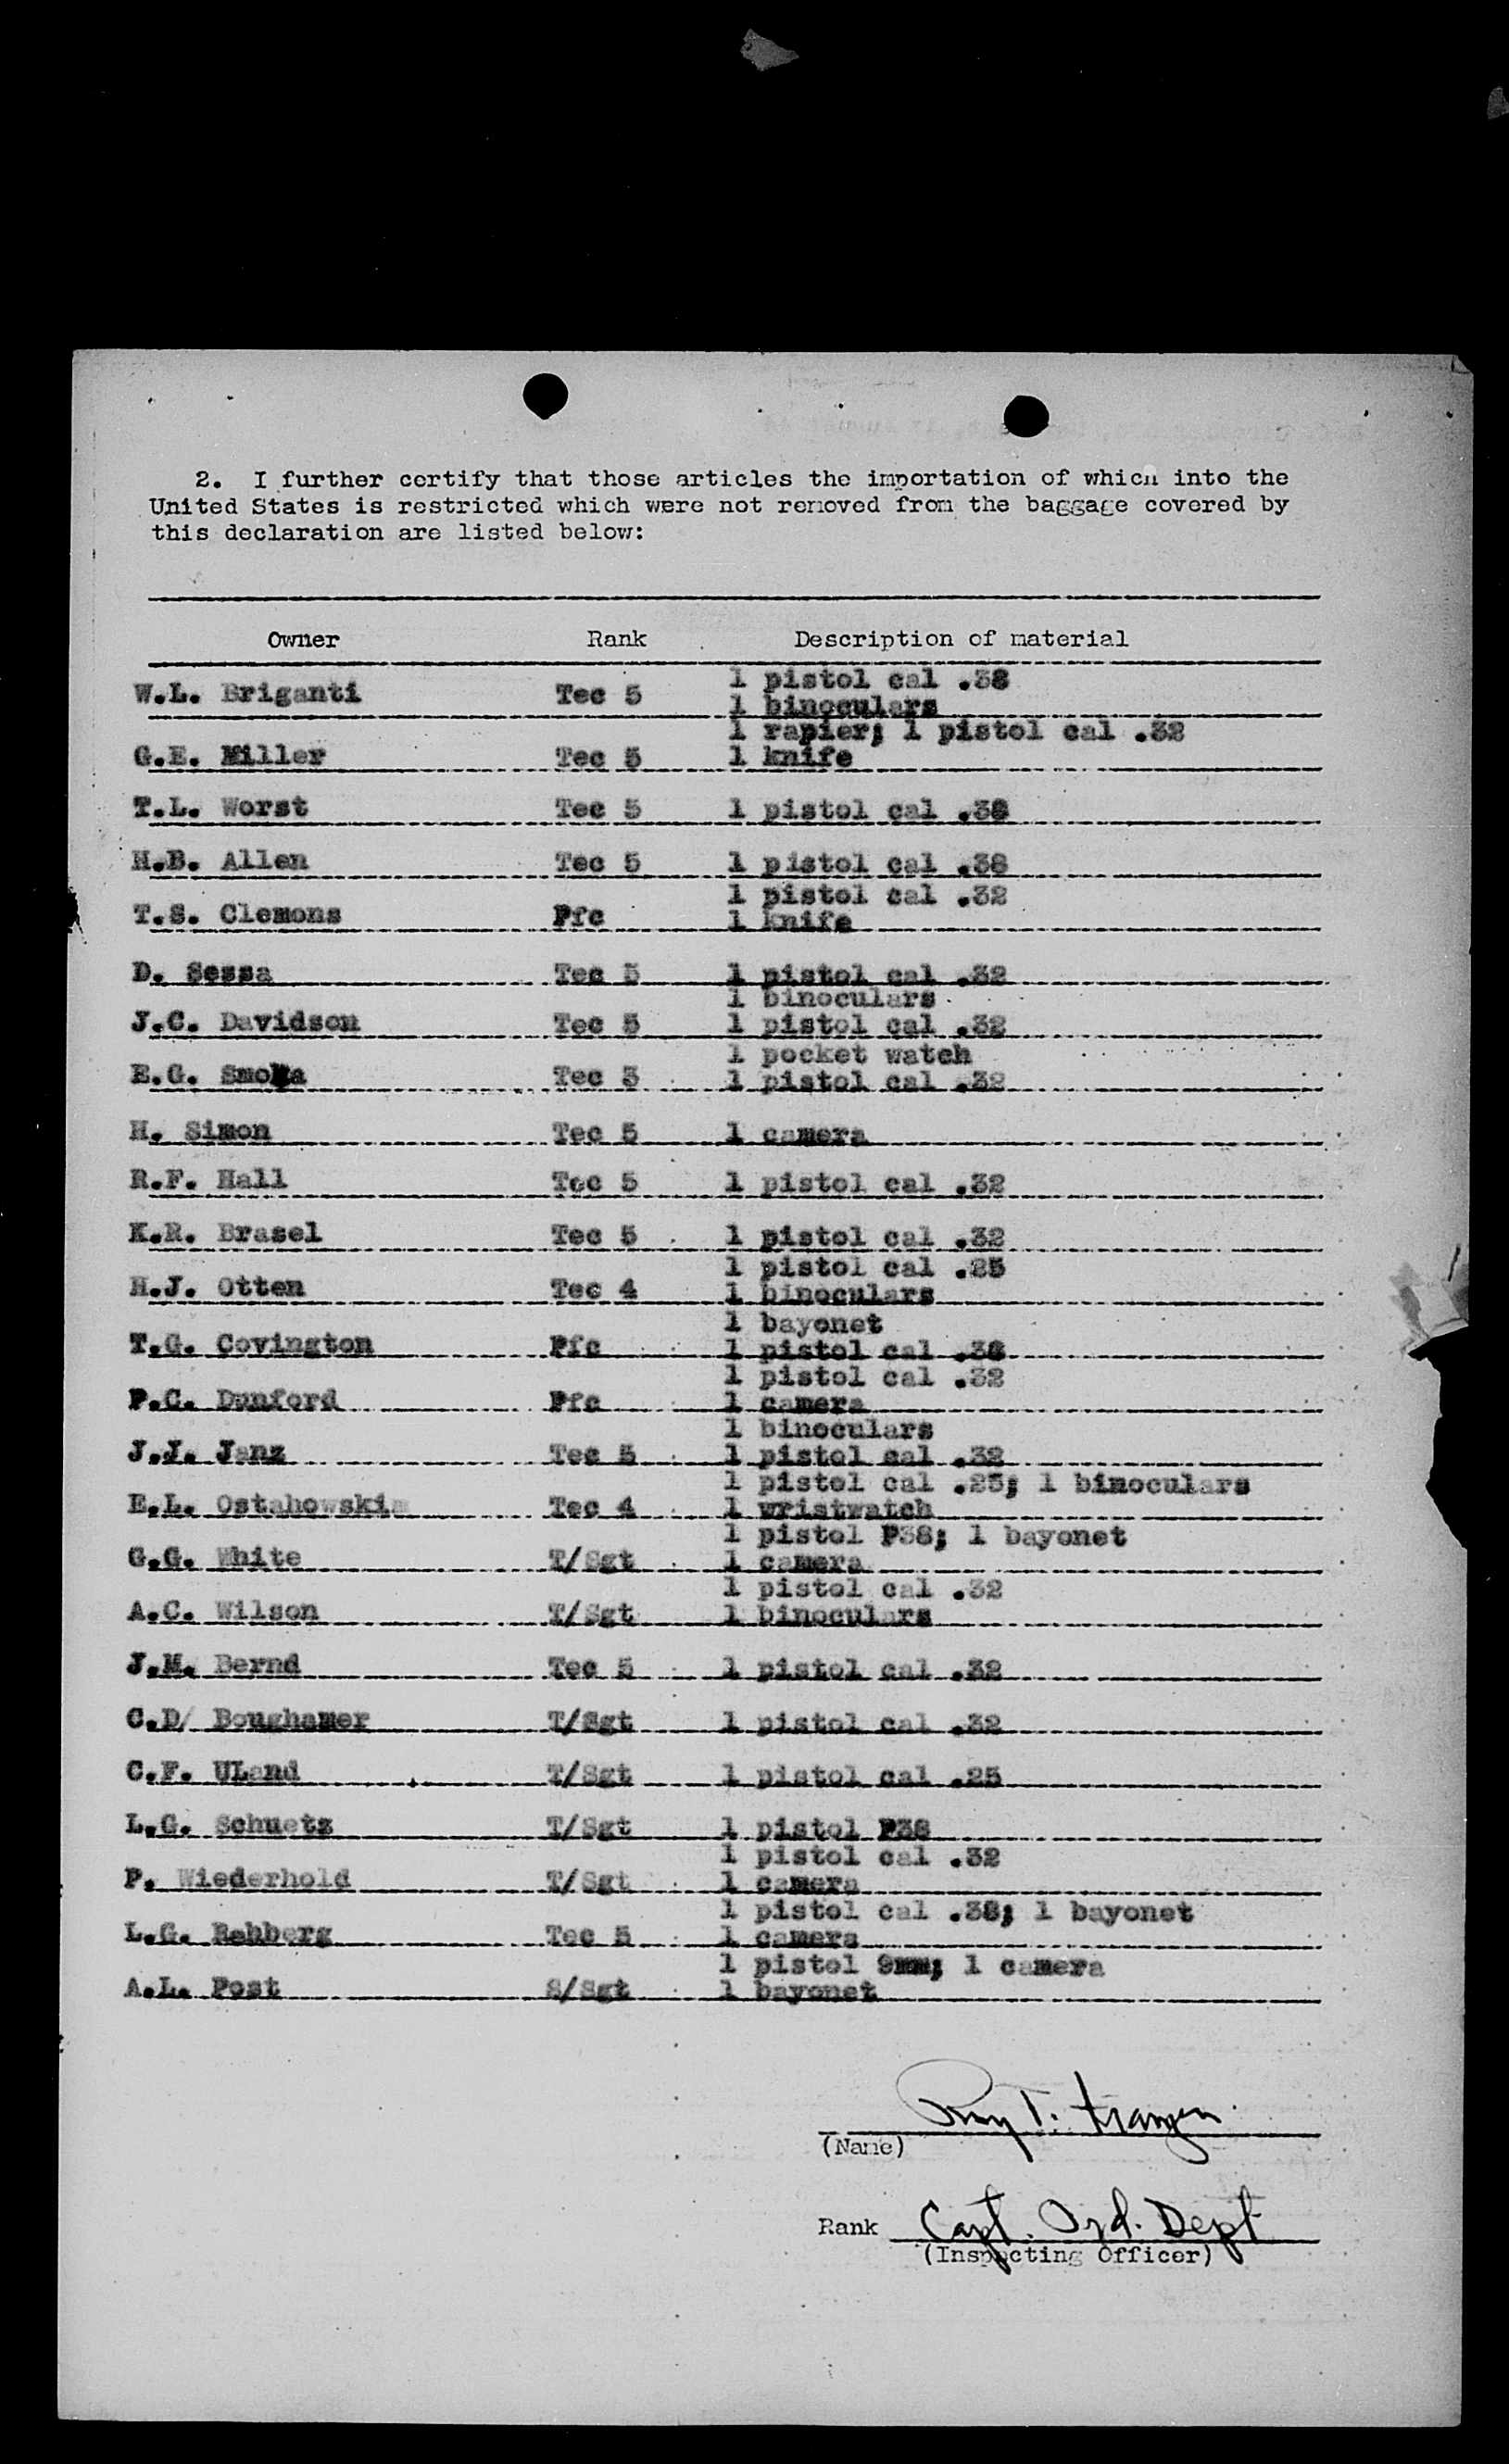 2. I further certify that those articles the importation of which into the
United States is restricted which were not removed from the baggage covered by
this declaration are listed below:
Owner Rank Description of material
1 pistol cal .38
W.L. Briganti Tec 5 1 binoculars
1 rapier; 1 pistol cal .32
G.E. Miller Tec 5 1 knife
T.L. Worst Tec 5 1 pistol cal .38
H.B. Allen Tec 5 1 pistol cal .38
1 pistol cal .32
T.S. Clemons Pfc 1 knife
D. Sessa Tec 5 1 pistol cal .32
1 binoculars
J.C. Davidson Tec 5 1 pistol cal .32
1 pocket watch
E.G. Tec 3 1 pistol cal .32
H. Simon Tec 5 1 camera
R.F. Hall Tec 5 1 pistol cal .32
K.R. Brasel Tec 5 1 pistol cal .32
1 pistol cal .25
H.J. Otten Tec 4 1 binoculars
1 bayonet
T.G. Covington Pfc 1 pistol cal .38
1 pistol cal .32
P.C. Dunford Pfc 1 camera
1 binoculars
J.J. Janz Tec 5 1 pistol cal .32
1 pistol cal .25; 1 binoculars
E.L. Ostahowski Tec 4 1 wristwatch
1 pistol P38; 1 bayonet
G.G. White T/Sgt 1 camera
1 pistol cal .32
A.C. Wilson T/Sgt 1 binoculars
J.M. Bernd Tec 5 1 pistol cal .32
C.D/ Boughamer T/Sgt 1 pistol cal .32
C.F. ULand T/Sgt 1 pistol cal .25
L.G. Schuetz T/Sgt 1 pistol P38
1 pistol cal .32
P. Wiederhold T/Sgt 1 camera
1 pistol cal .38; 1 bayonet
L.G. Rehberg Tec 5 1 camera
1 pistol 9mm; 1 camera
A.L. Post S/Sgt 1 bayonet
Roy T.
(Name)
Rank Capt. Ord. Dept
(Inspecting Officer)